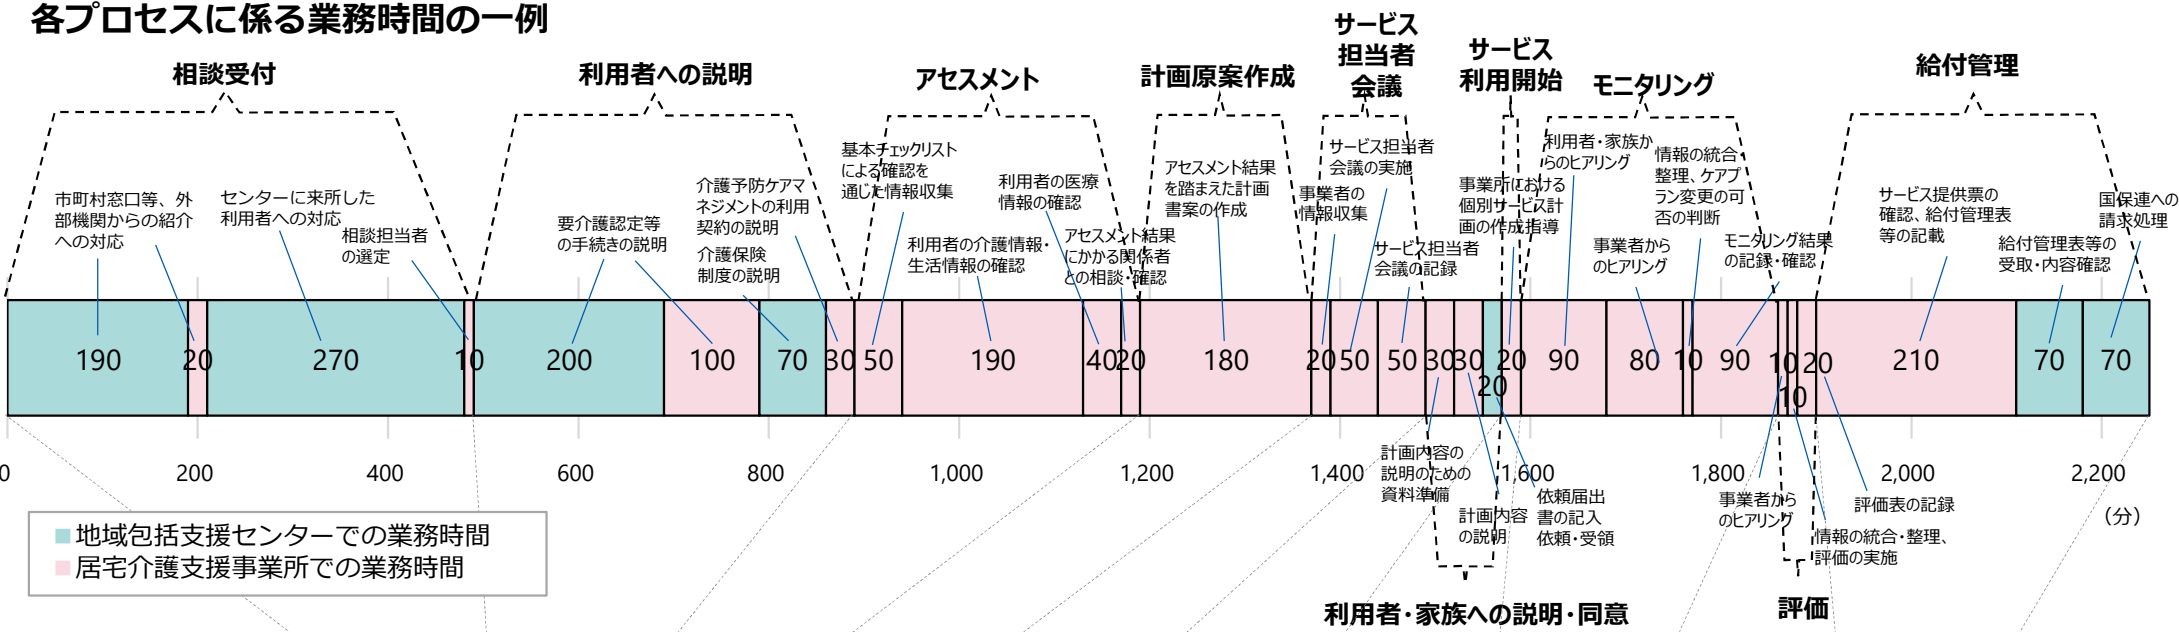 各プロセスに係る業務時間の一例
相談受付
利用者への説明
アセスメント
計画原案作成
サービス
担当者
会議
サービス
利用開始
モニタリング
給付管理
市町村窓口等、外
部機関からの紹介
への対応
センターに来所した
利用者への対応
相談担当者
の選定
要介護認定等
の手続きの説明
介護予防ケアマ
ネジメントの利用
契約の説明
介護保険
制度の説明
基本チェックリスト
による確認を
通じた情報収集
利用者の介護情報・
生活情報の確認
利用者の医療
情報の確認
アセスメント結果
にかかる関係者
との相談・確認
アセスメント結果
を踏まえた計画
書案の作成
事業者の
情報収集
サービス担当者
会議の実施
サービス担当者
会議の記録
事業所における
個別サービス計
画の作成指導
利用者・家族か
らのヒアリング
事業者から
のヒアリング
情報の統合・
整理、ケアプ
ラン変更の可
否の判断
モニタリング結果
の記録・確認
サービス提供票の
確認、給付管理表
等の記載
給付管理表等の
受取・内容確認
国保連への
請求処理
190
20
270
10
200
100
70
30
50
190
40
20
180
20
50
50
30
30
20
20
90
80
10
90
10
10
20
210
70
70
0
200
400
600
800
1,000
1,200
1,400
1,600
1,800
2,000
2,200
（分）
計画内容の
説明のための
資料準備
計画内容
の説明
依頼届出
書の記入
依頼・受領
事業者から
のヒアリング
情報の統合・整理、
評価の実施
評価表の記録
地域包括支援センターでの業務時間
居宅介護支援事業所での業務時間
利用者・家族への説明・同意
評価